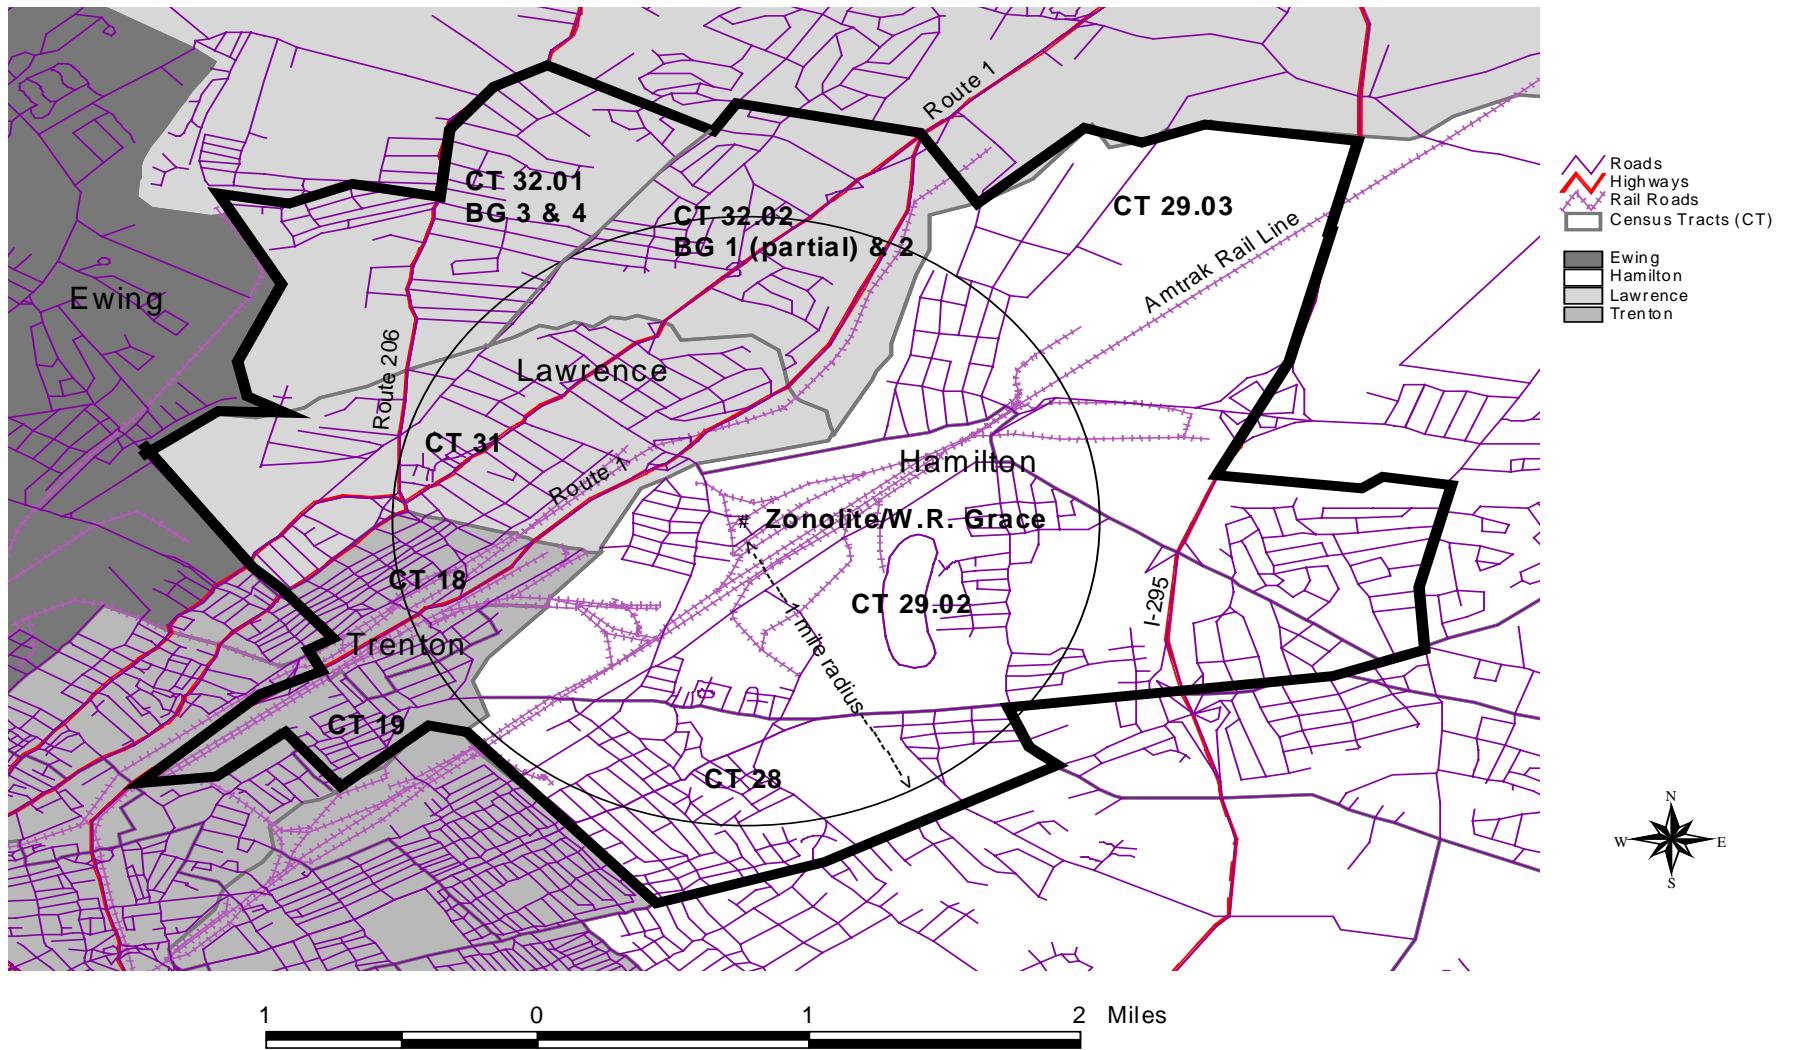 Route 1
CT 32.01
BG 3 & 4
CT 32.02
BG 1 (partial) & 2
CT 29.03
Amtrak Rail Line
Ewing
Route 206
Lawrence
CT 31
Route 1
Hamilton
# Zonolite/W.R. Grace
CT 18
CT 29.02
1 mile radius
I-295
Trenton
CT 19
CT 28
Roads
Highways
Rail Roads
Census Tracts (CT)
Ewing
Hamilton
Lawrence
Trenton
N
W E
S
1 0 1 2 Miles